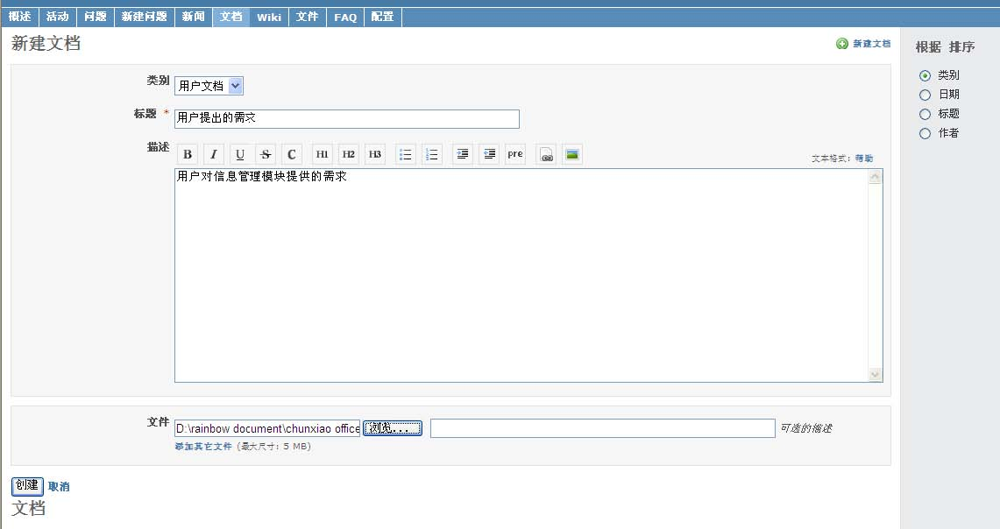 概述 活动 问题 新建问题 新闻 文档 Wiki 文件 FAQ 配置
新建文档 新建文档
类别 用户文档
标题 * 用户提出的需求
描述 B I U S C H1 H2 H3 pre 文本格式: 帮助
用户对信息管理模块提供的需求
文件 D:\rainbow document\chunxiao office 浏览... 可选的描述
添加其它文件 (最大尺寸: 5 MB)
创建 取消
文档
根据 排序
类别
日期
标题
作者